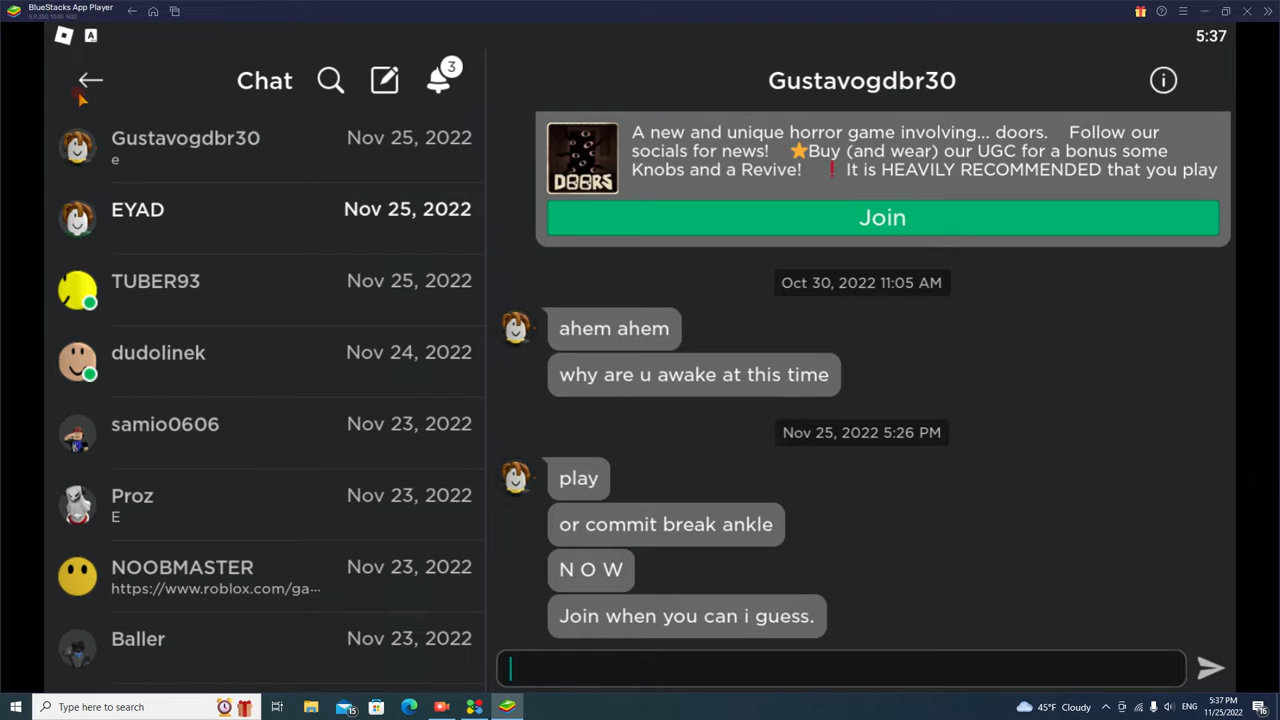 BlueStacks App Player
5:37
Chat
3
Gustavogdbr30
Nov 25, 2022
e
EYAD
Nov 25, 2022
TUBER93
Nov 25, 2022
dudolinek
Nov 24, 2022
samio0606
Nov 23, 2022
Proz
Nov 23, 2022
E
NOOBMASTER
Nov 23, 2022
https://www.roblox.com/ga...
Baller
Nov 23, 2022
Gustavogdbr30
DOORS
A new and unique horror game involving... doors. Follow our
socials for news! ⭐Buy (and wear) our UGC for a bonus some
Knobs and a Revive! ❗It is HEAVILY RECOMMENDED that you play
Join
Oct 30, 2022 11:05 AM
ahem ahem
why are u awake at this time
Nov 25, 2022 5:26 PM
play
or commit break ankle
N O W
Join when you can i guess.
Type here to search
45°F Cloudy
ENG
5:37 PM
11/25/2022